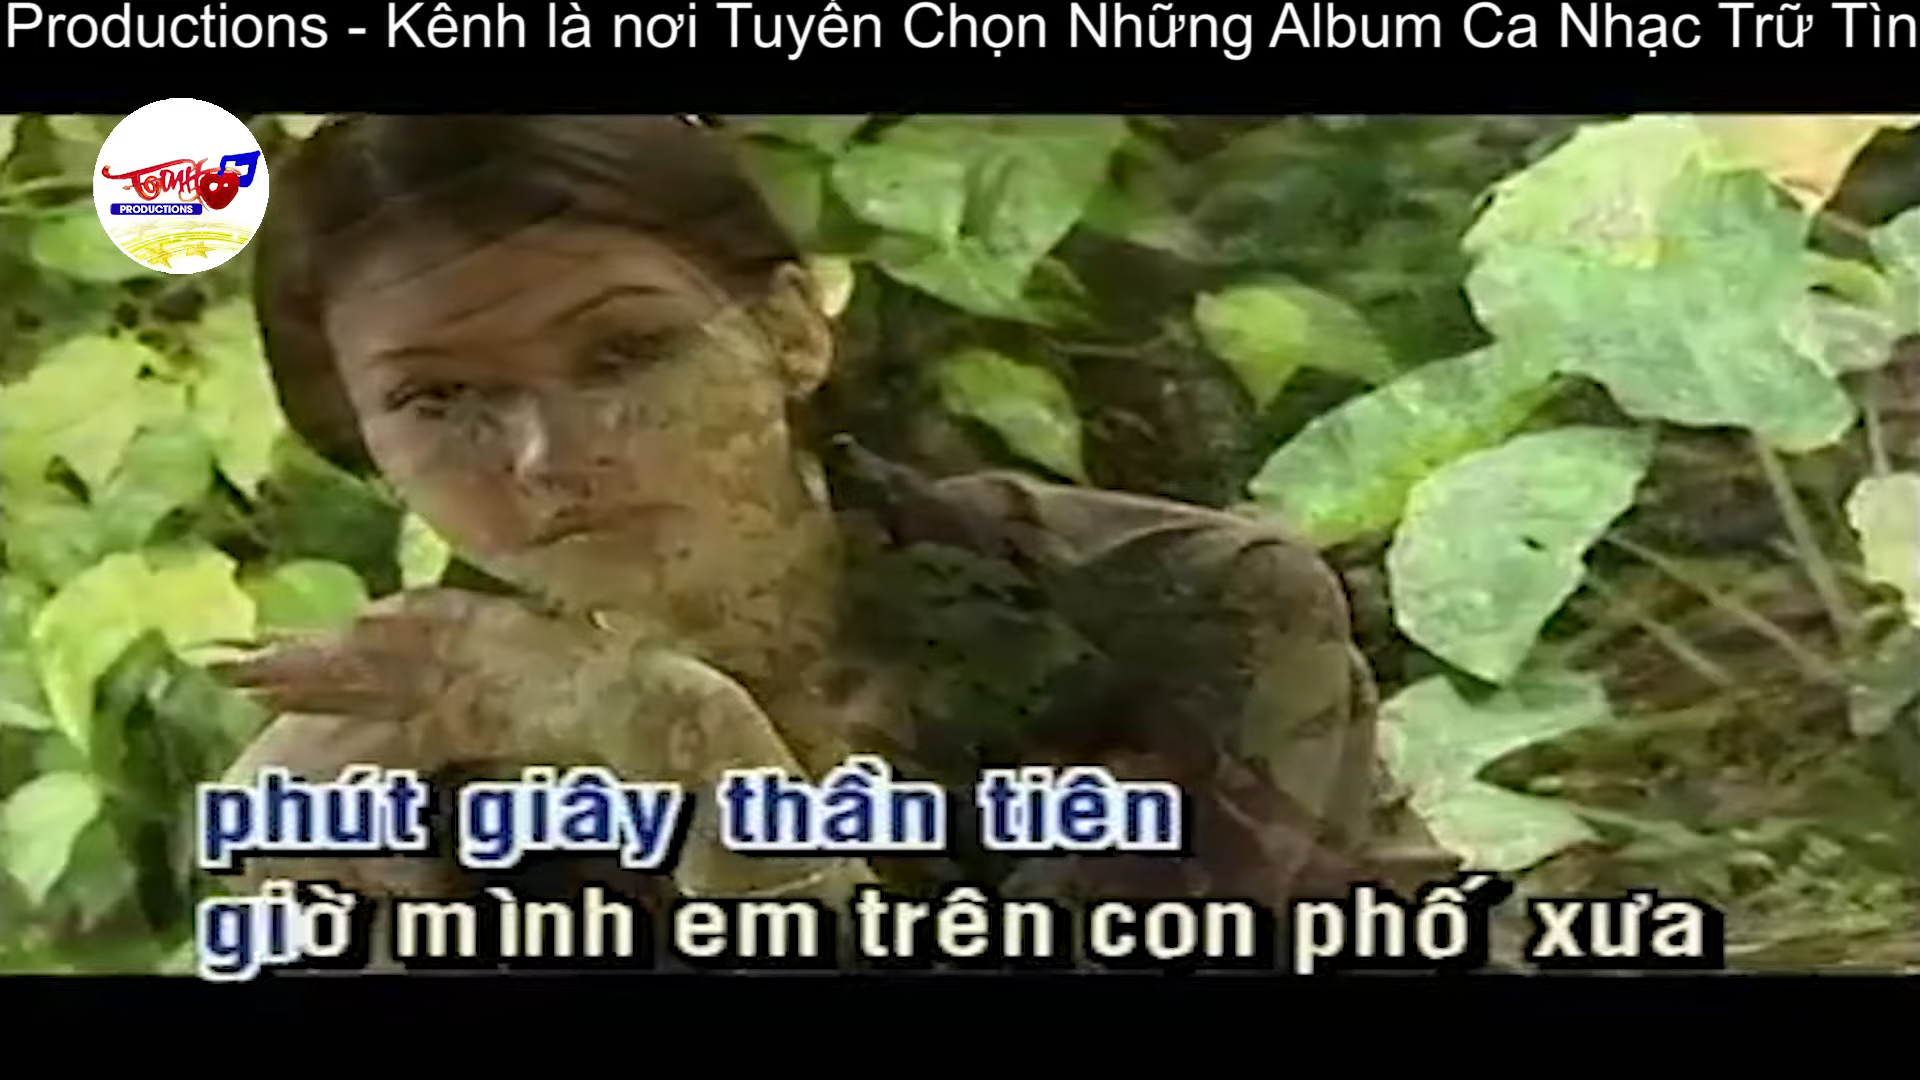 Productions - Kênh là nơi Tuyển Chọn Những Album Ca Nhạc Trữ Tìn
PRODUCTIONS
phút giây thần tiên
giờ mình em trên con phố xưa